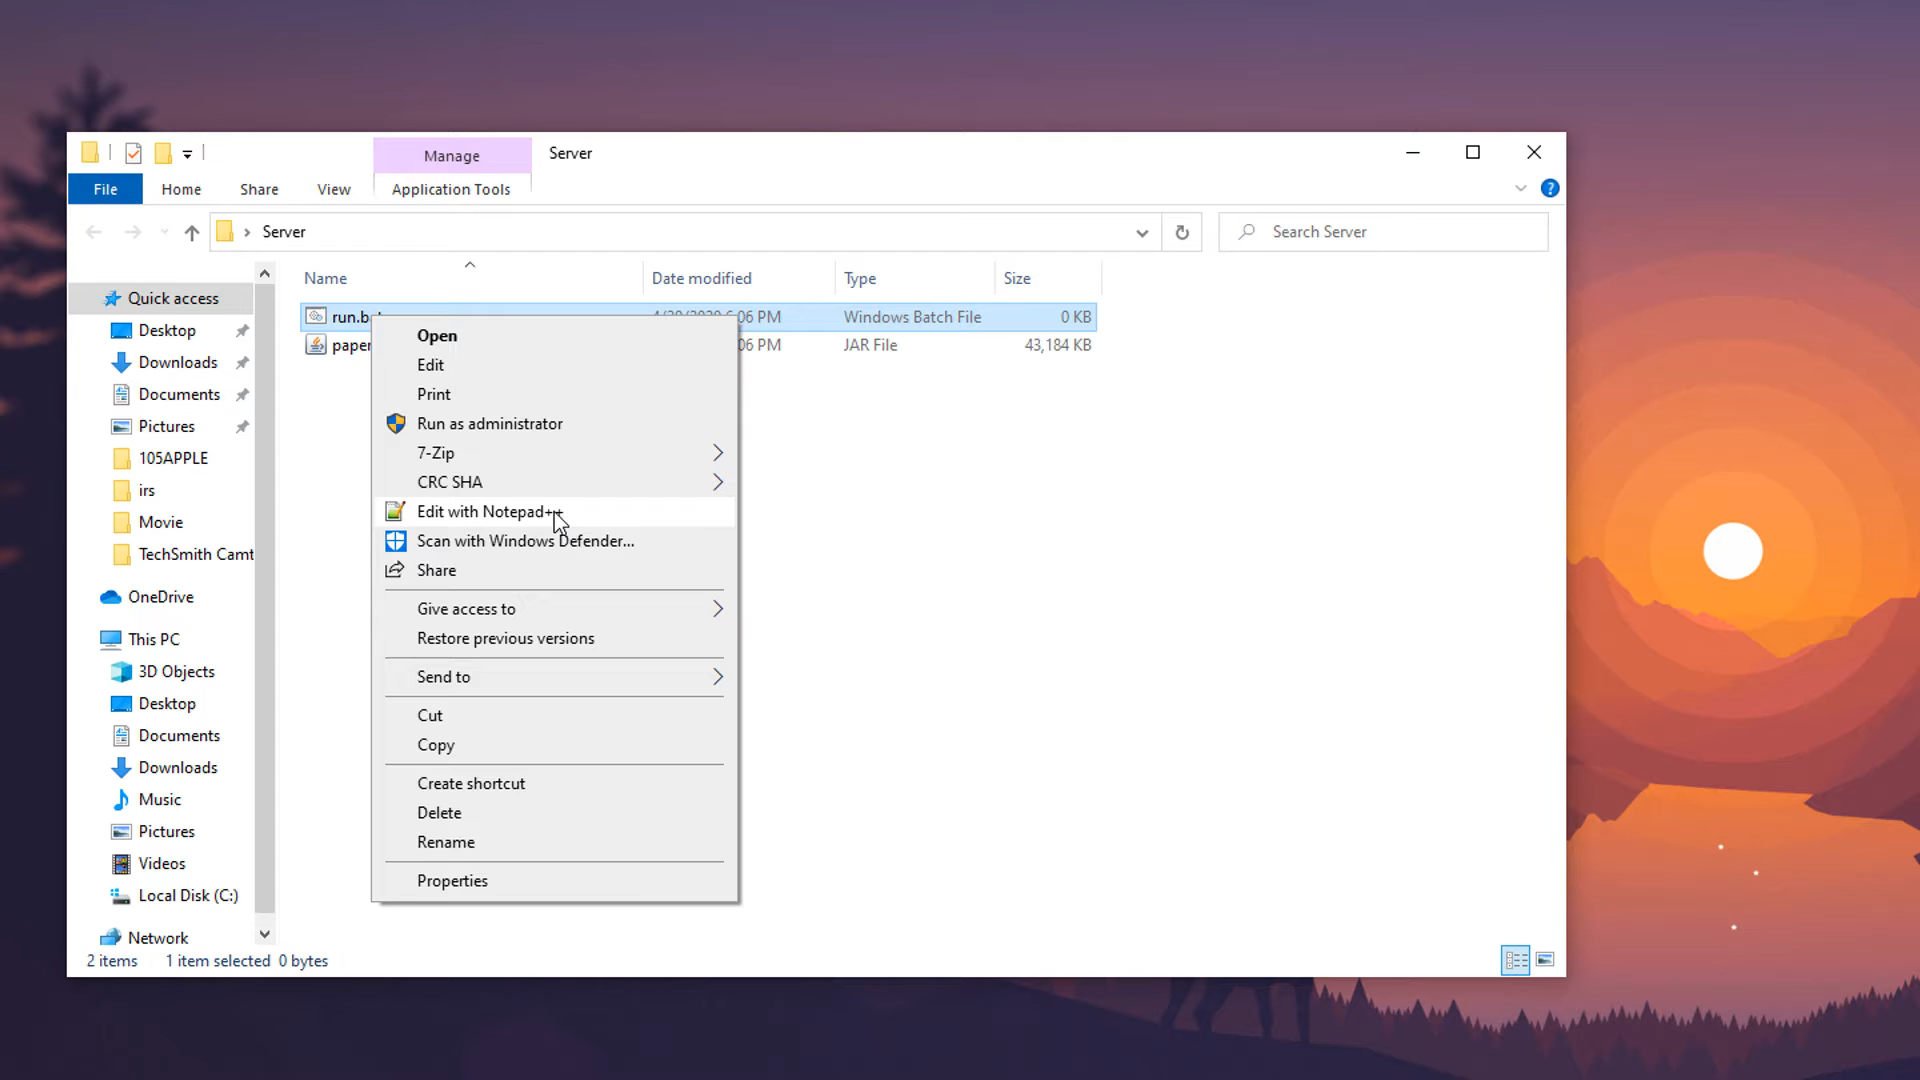 Manage
Server
File
Home
Share
View
Application Tools
Server
Search Server
Name
Date modified
Type
Size
Quick access
Desktop
Downloads
Documents
Pictures
105APPLE
irs
Movie
TechSmith Camt
OneDrive
This PC
3D Objects
Desktop
Documents
Downloads
Music
Pictures
Videos
Local Disk (C:)
Network
6:06 PM Windows Batch File 0 KB
paper 06 PM JAR File 43,184 KB
Open
Edit
Print
Run as administrator
7-Zip
CRC SHA
Edit with Notepad++
Scan with Windows Defender...
Share
Give access to
Restore previous versions
Send to
Cut
Copy
Create shortcut
Delete
Rename
Properties
2 items 1 item selected 0 bytes